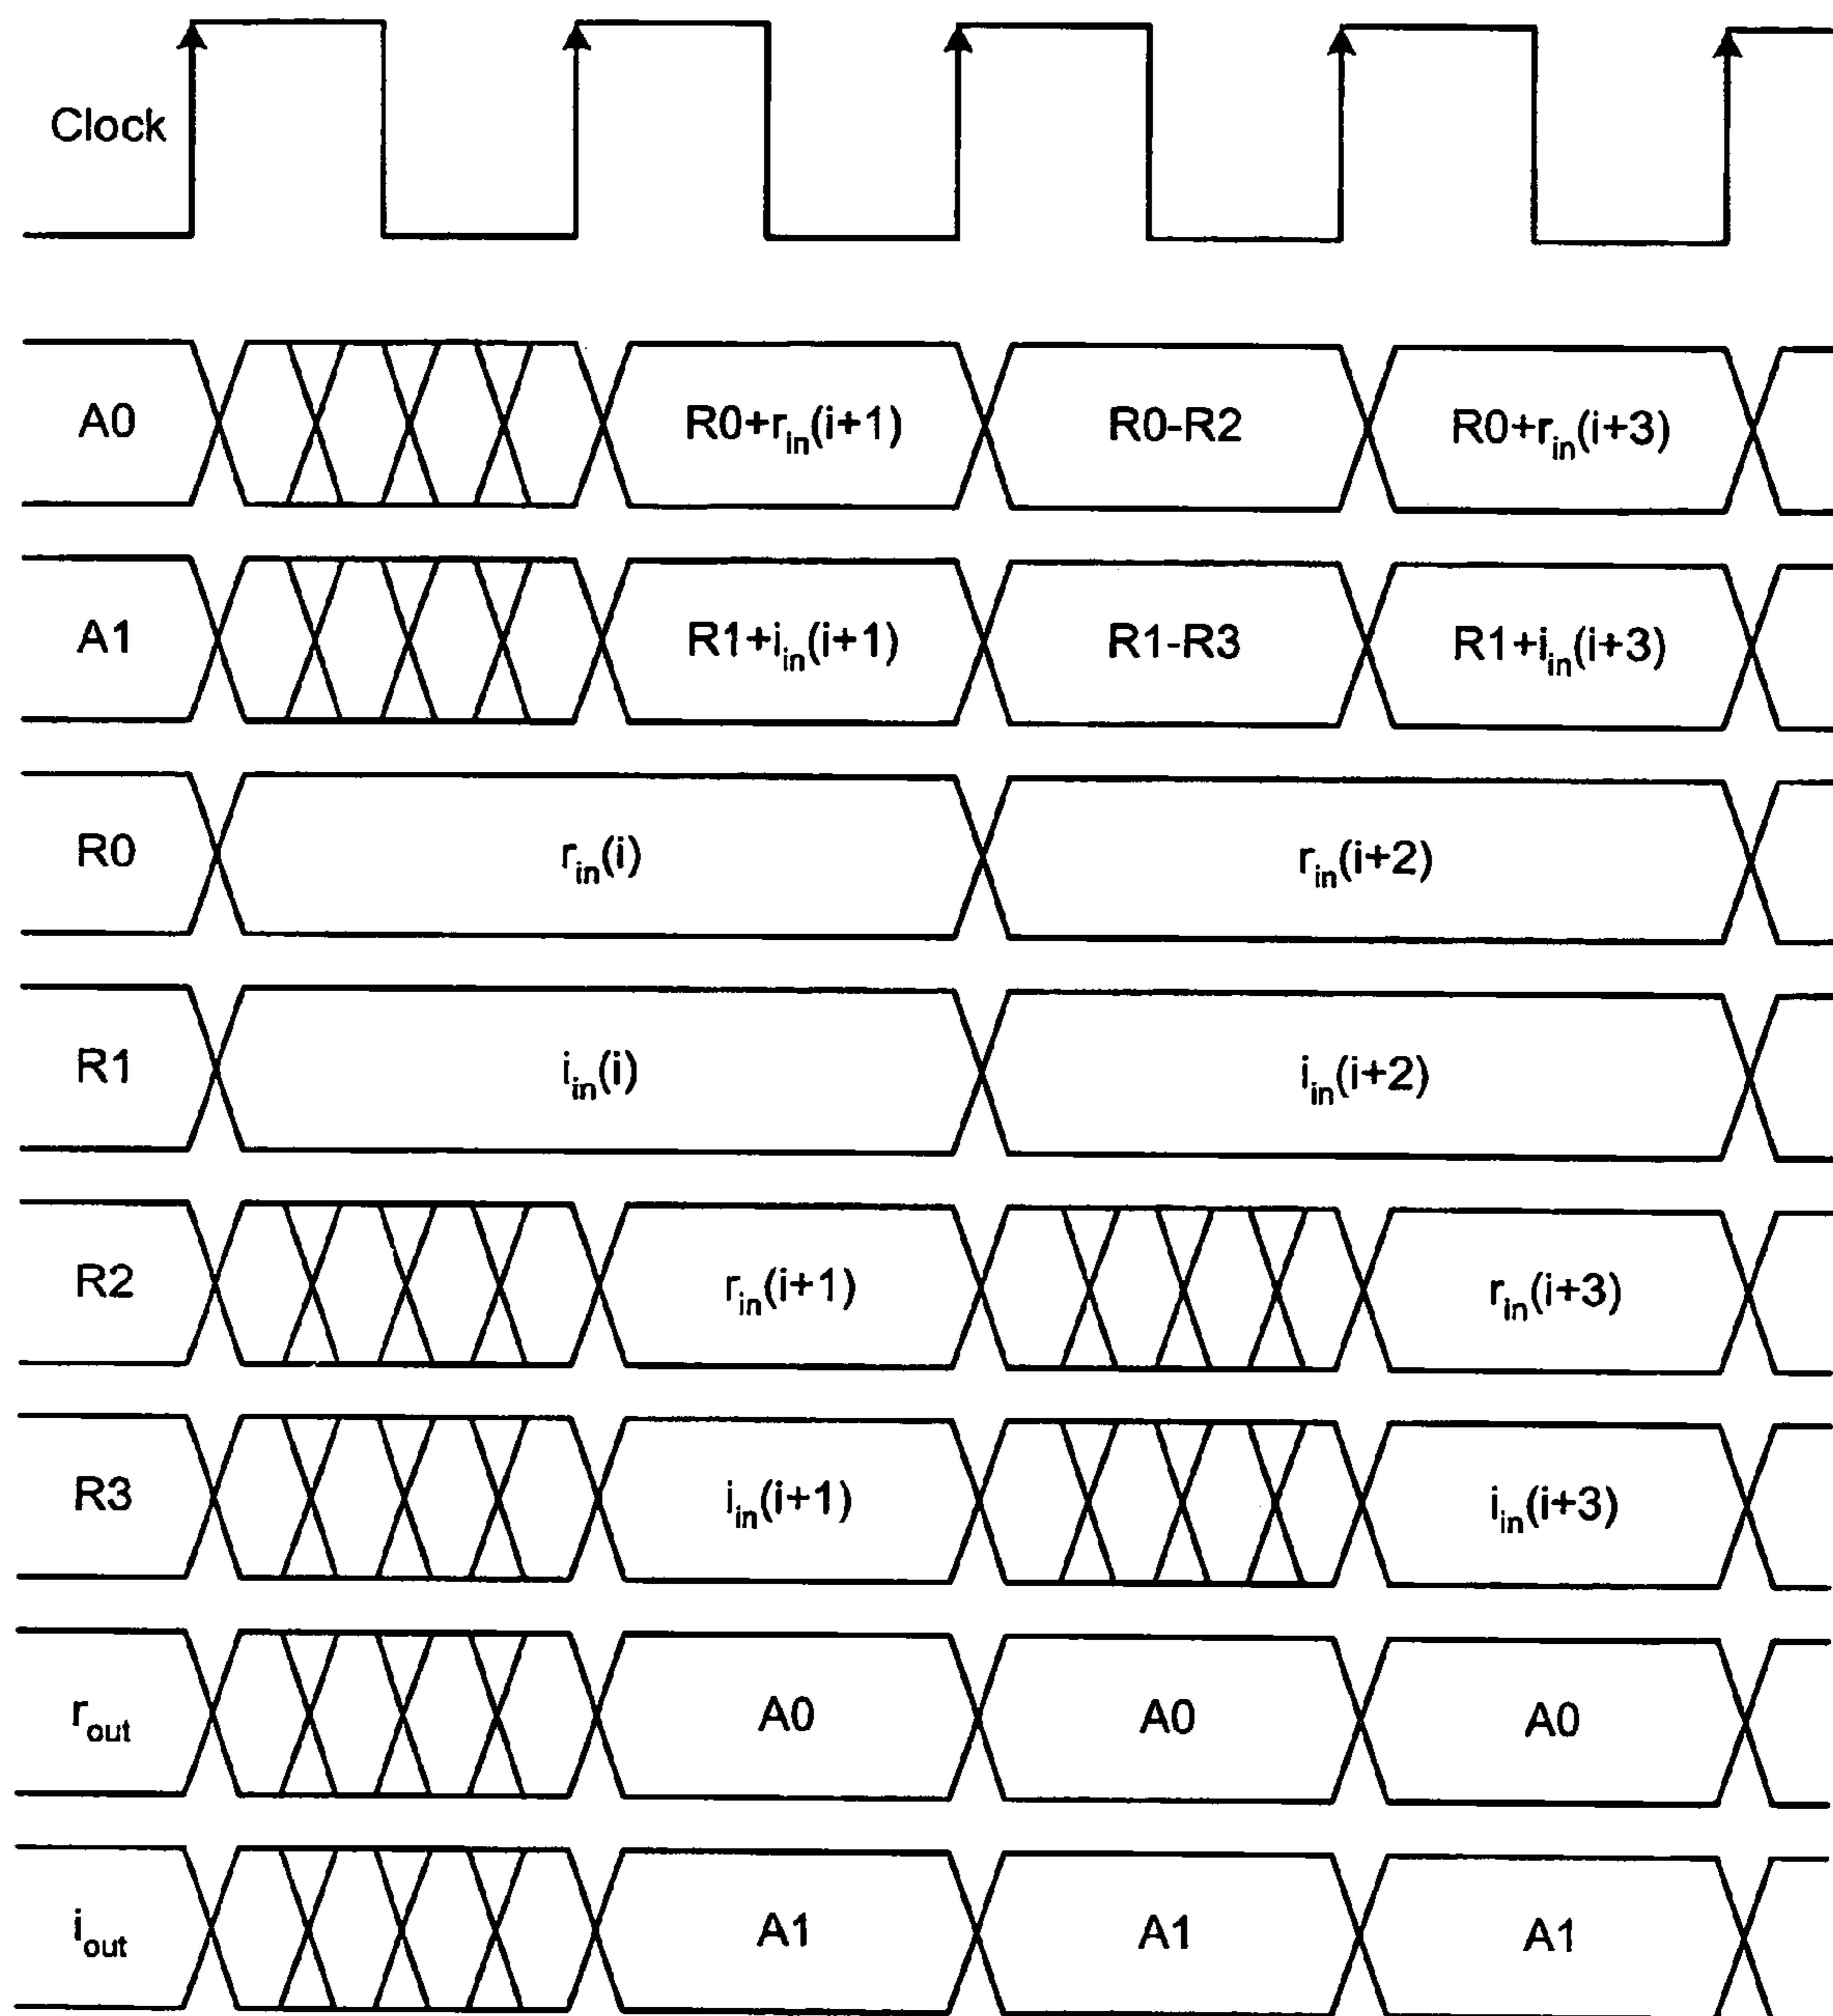 Clock
A0 R0+r_in(i+1) R0-R2 R0+r_in(i+3)
A1 R1+i_in(i+1) R1-R3 R1+i_in(i+3)
R0 r_in(i) r_in(i+2)
R1 i_in(i) i_in(i+2)
R2 r_in(i+1) r_in(i+3)
R3 i_in(i+1) i_in(i+3)
r_out A0 A0 A0
i_out A1 A1 A1